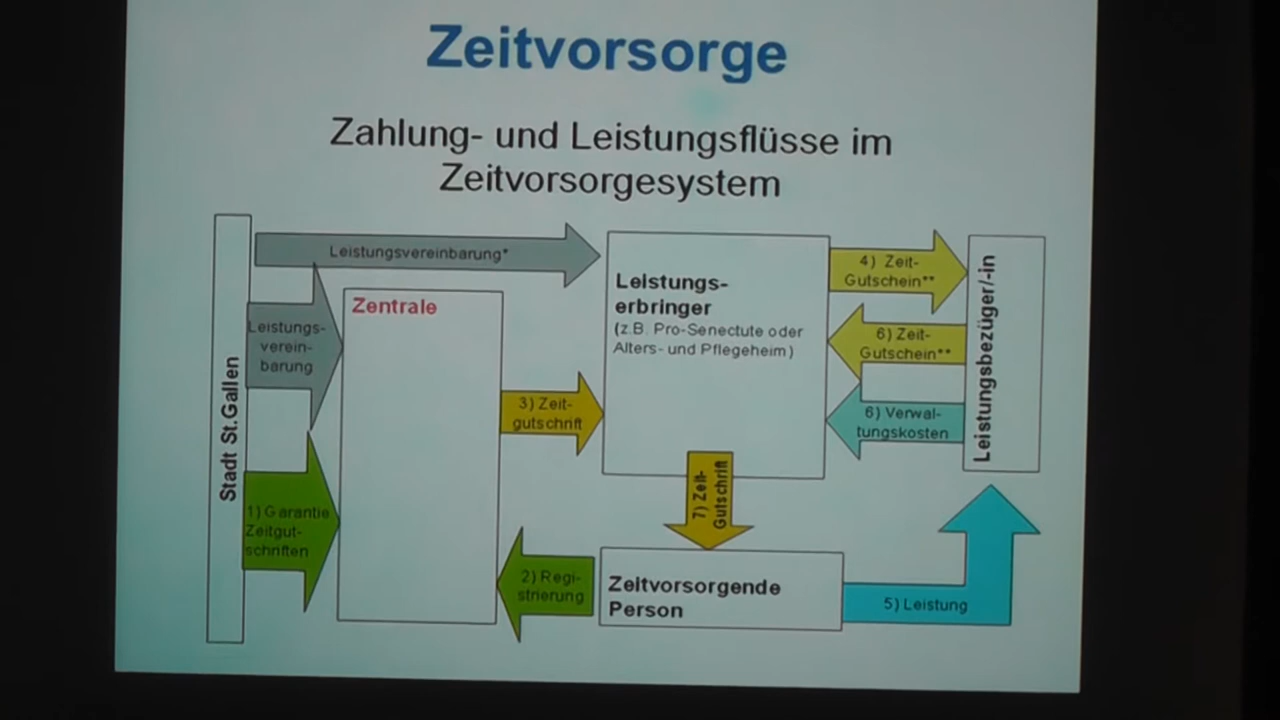 Zeitvorsorge
Zahlung- und Leistungsflüsse im
Zeitvorsorgesystem
Stadt St.Gallen
Leistungsvereinbarung*
Leistungs-
verein-
barung
1) Garantie
Zeitgut-
schriften
Zentrale
3) Zeit-
gutschrift
2) Regi-
strierung
Leistungs-
erbringer
(z.B. Pro-Senectute oder
Alters- und Pflegeheim)
7) Zeit-
Gutschrift
Zeitvorsorgende
Person
4) Zeit-
Gutschein**
6) Zeit-
Gutschein**
6) Verwal-
tungskosten
5) Leistung
Leistungsbezüger/-in